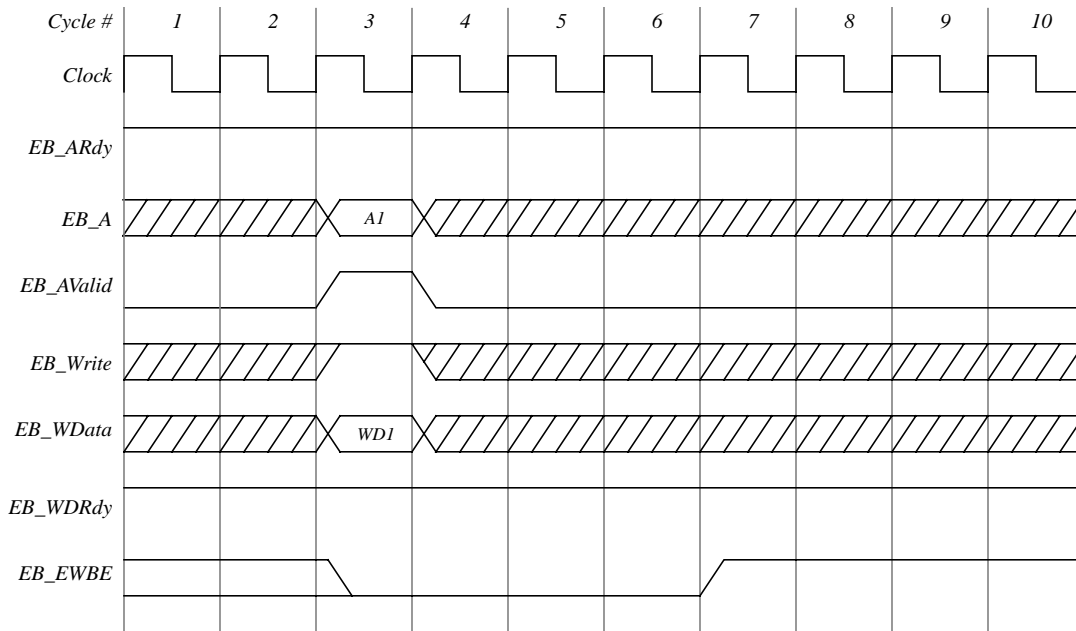 Cycle # 1 2 3 4 5 6 7 8 9 10
Clock
EB_ARdy
EB_A A1
EB_AValid
EB_Write
EB_WData WD1
EB_WDRdy
EB_EWBE